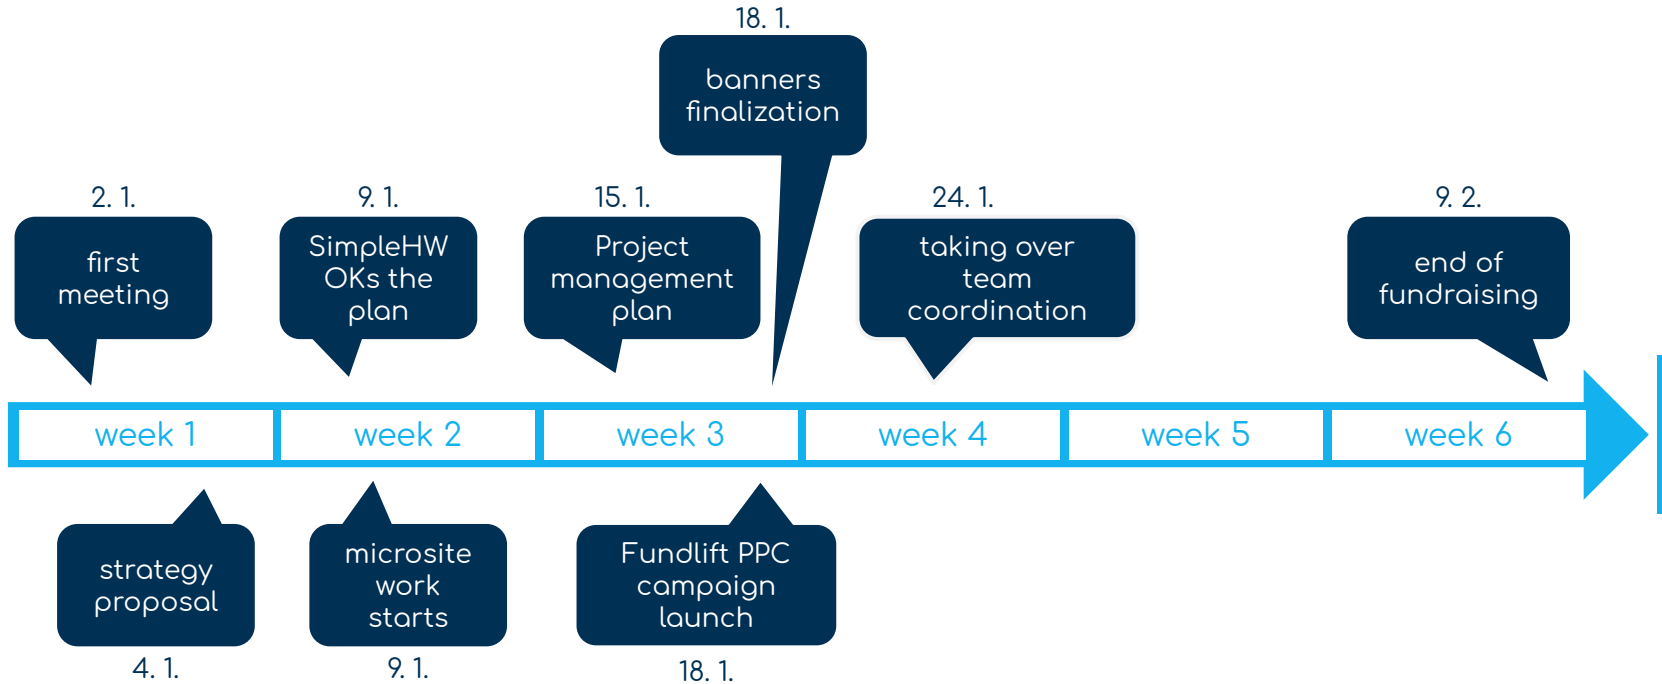 18. 1.
banners
finalization
2. 1.
first
meeting
9. 1.
SimpleHW
OKs the
plan
15. 1.
Project
management
plan
24. 1.
taking over
team
coordination
9. 2.
end of
fundraising
week 1
week 2
week 3
week 4
week 5
week 6
strategy
proposal
4. 1.
microsite
work
starts
9. 1.
Fundlift PPC
campaign
launch
18. 1.